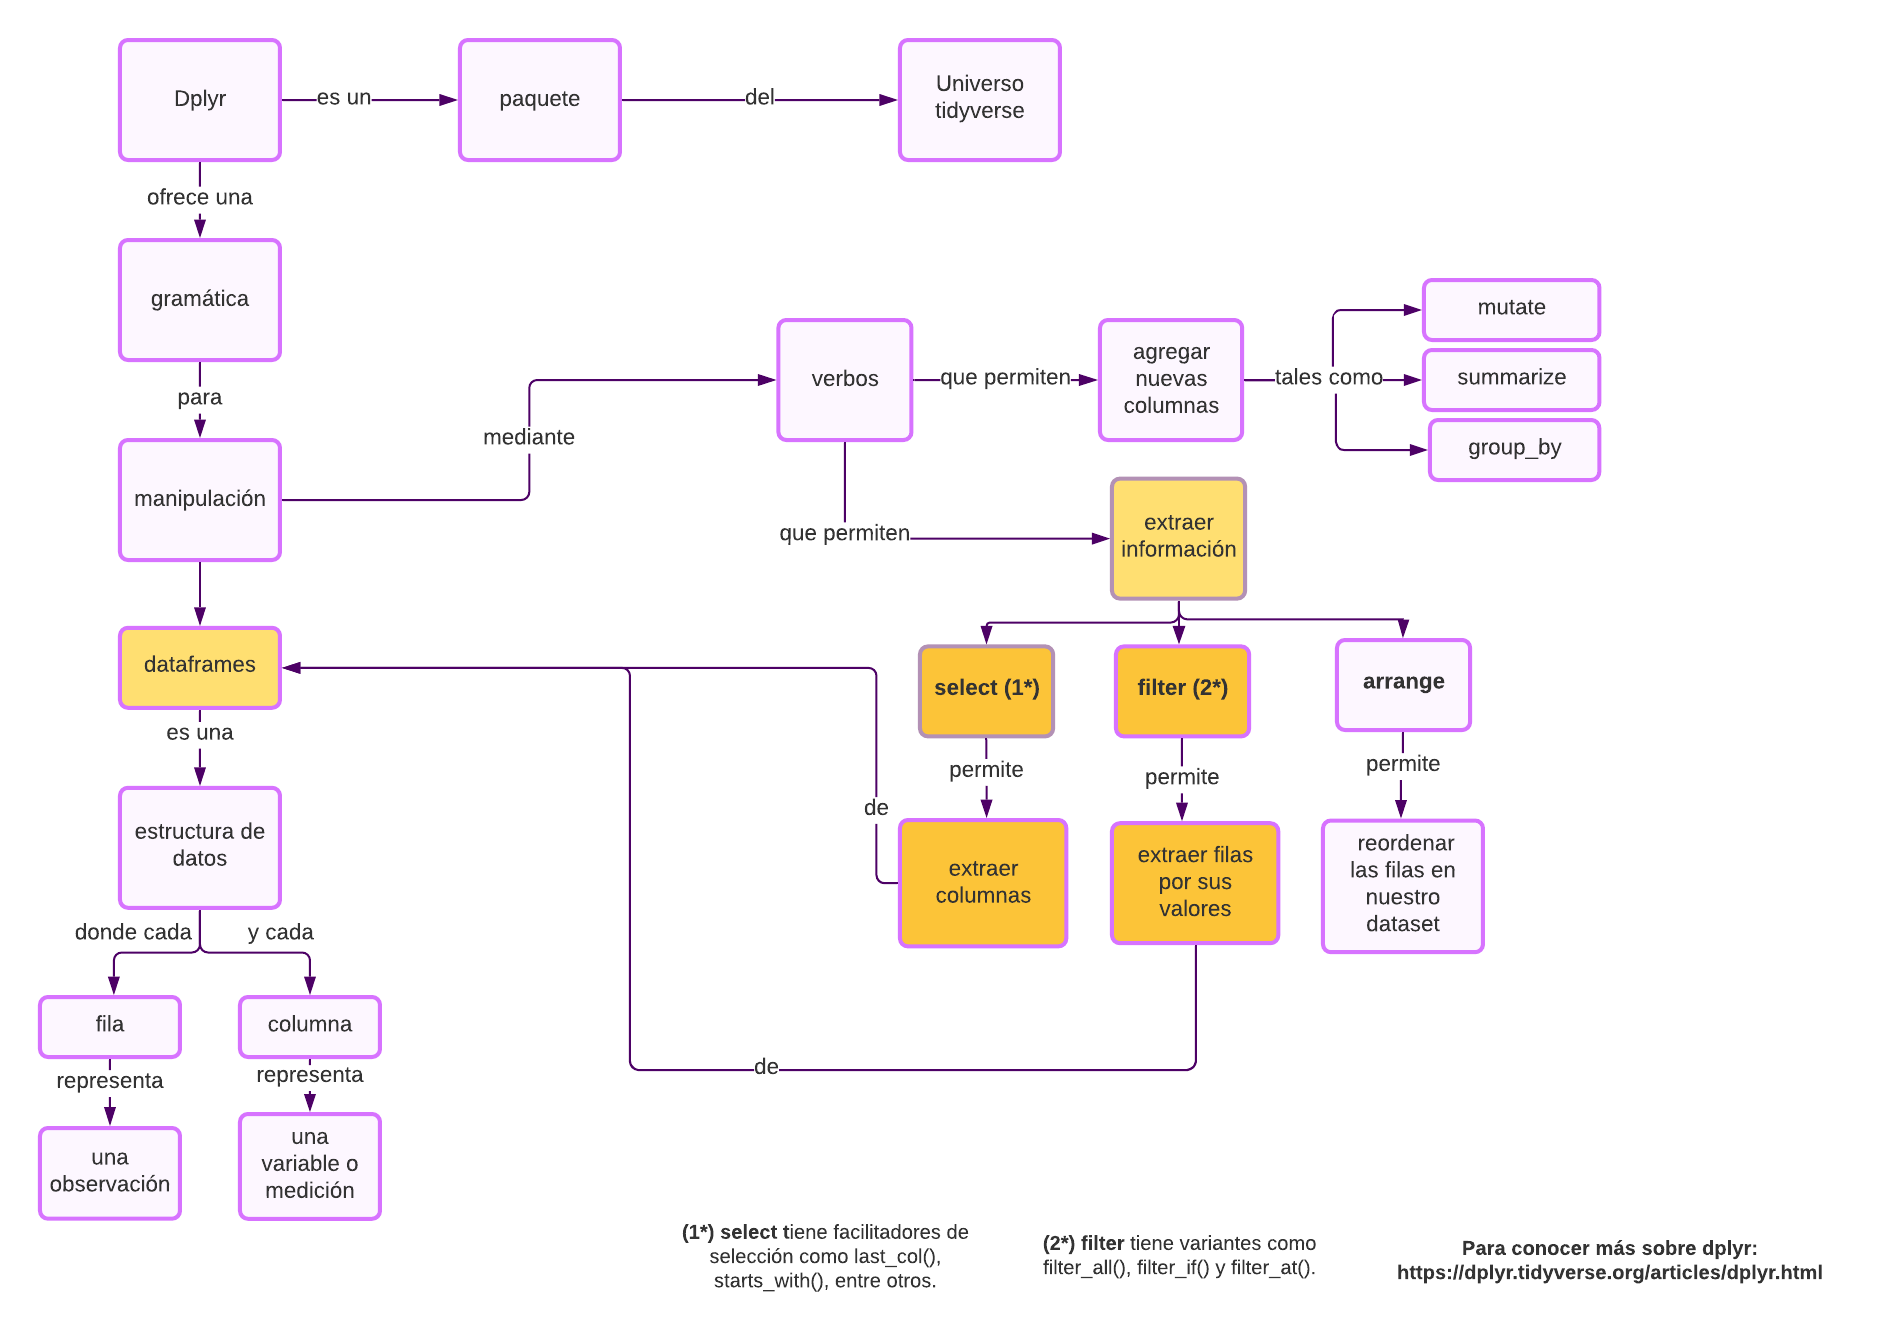 Dplyr
es un
paquete
del
Universo
tidyverse
ofrece una
gramática
para
manipulación
mediante
verbos
que permiten
agregar
nuevas
columnas
tales como
mutate
summarize
group_by
que permiten
extraer
información
dataframes
select (1*)
filter (2*)
arrange
es una
permite
permite
permite
de
estructura de
datos
extraer
columnas
extraer filas
por sus
valores
reordenar
las filas en
nuestro
dataset
donde cada
y cada
fila
columna
representa
representa
de
una
observación
una
variable o
medición
(1*) select tiene facilitadores de
selección como last_col(),
starts_with(), entre otros.
(2*) filter tiene variantes como
filter_all(), filter_if() y filter_at().
Para conocer más sobre dplyr:
https://dplyr.tidyverse.org/articles/dplyr.html